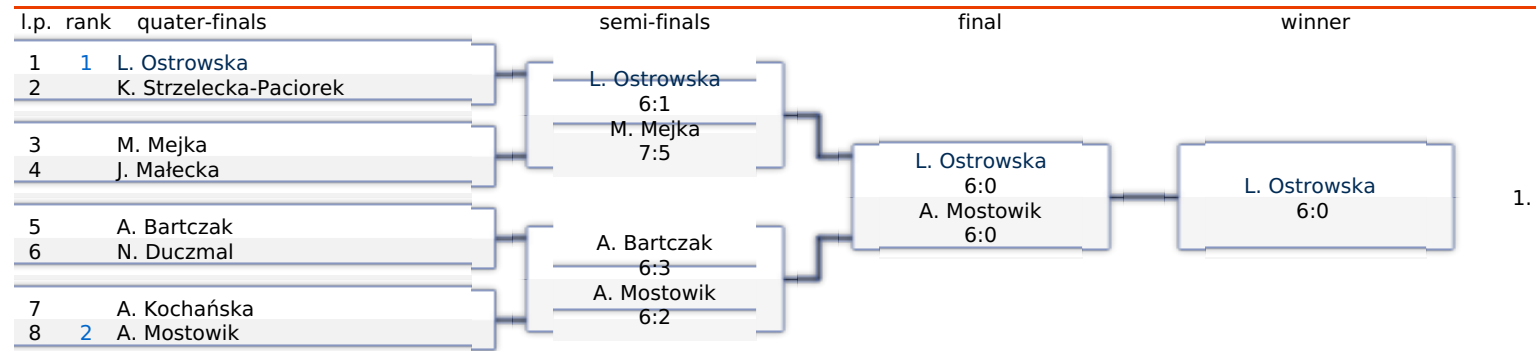 l.p. rank quater-finals semi-finals final winner
1 1 L. Ostrowska
2 K. Strzelecka-Paciorek
3 M. Mejka
4 J. Małecka
5 A. Bartczak
6 N. Duczmal
7 A. Kochańska
8 2 A. Mostowik
L. Ostrowska
6:1
M. Mejka
7:5
A. Bartczak
6:3
A. Mostowik
6:2
L. Ostrowska
6:0
A. Mostowik
6:0
L. Ostrowska
6:0
1.